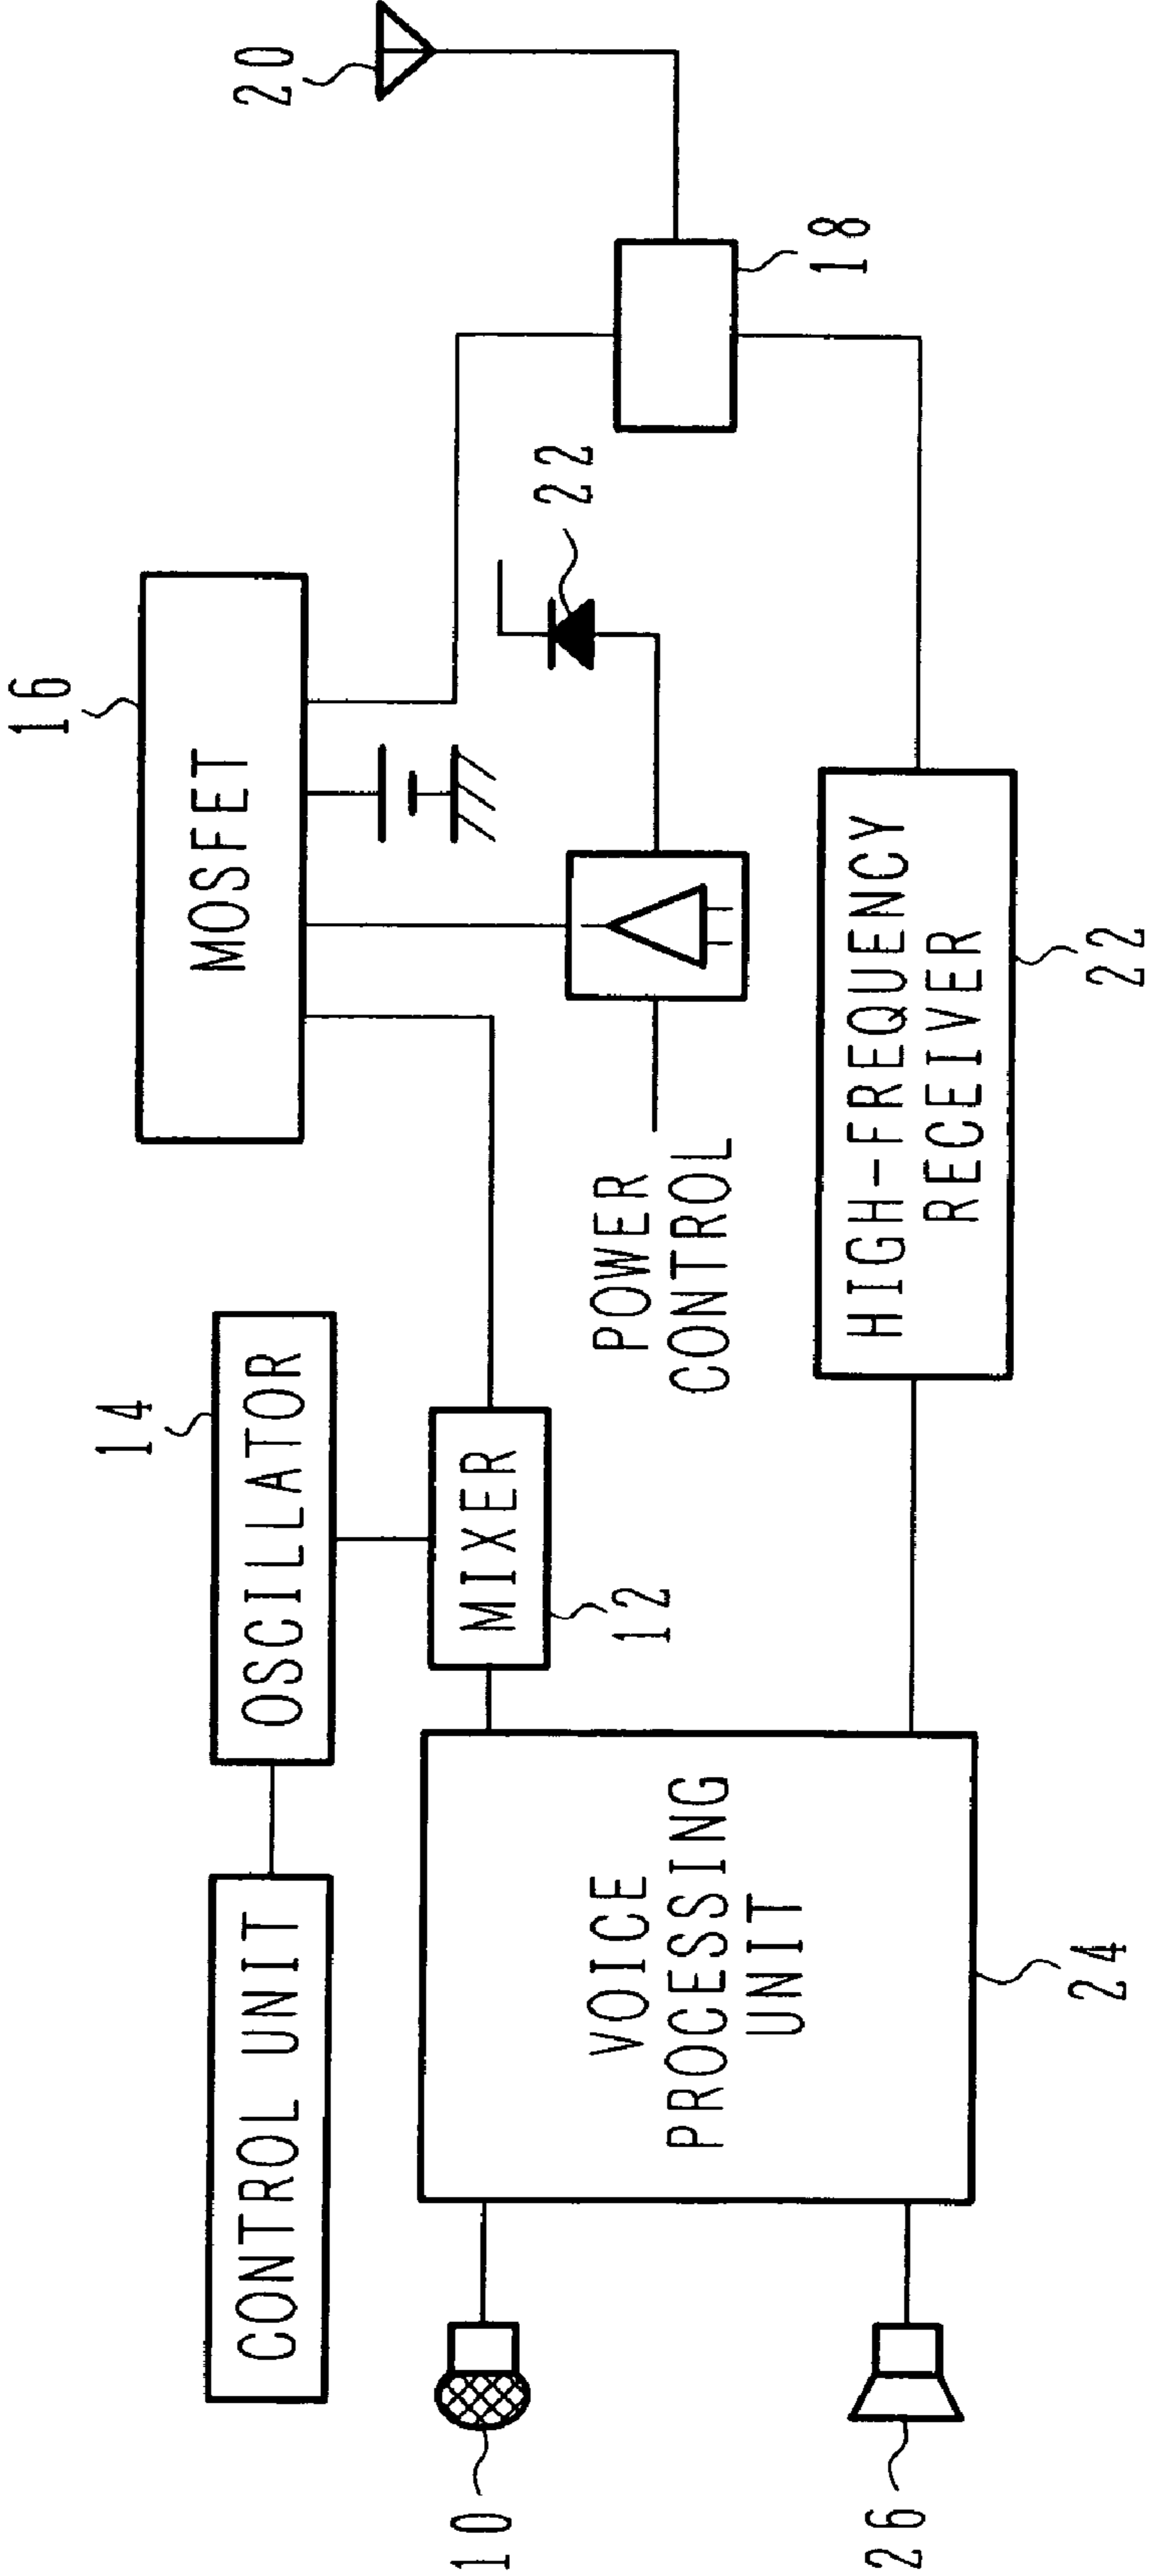 CONTROL UNIT
14
OSCILLATOR
16
MOSFET
20
10
MIXER
12
POWER
CONTROL
22
18
VOICE
PROCESSING
UNIT
24
26
HIGH-FREQUENCY
RECEIVER
22